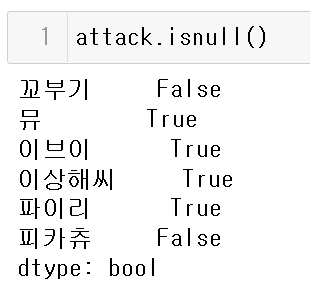 1 attack.isnull()
꼬부기 False
뮤 True
이브이 True
이상해씨 True
파이리 True
피카츄 False
dtype: bool